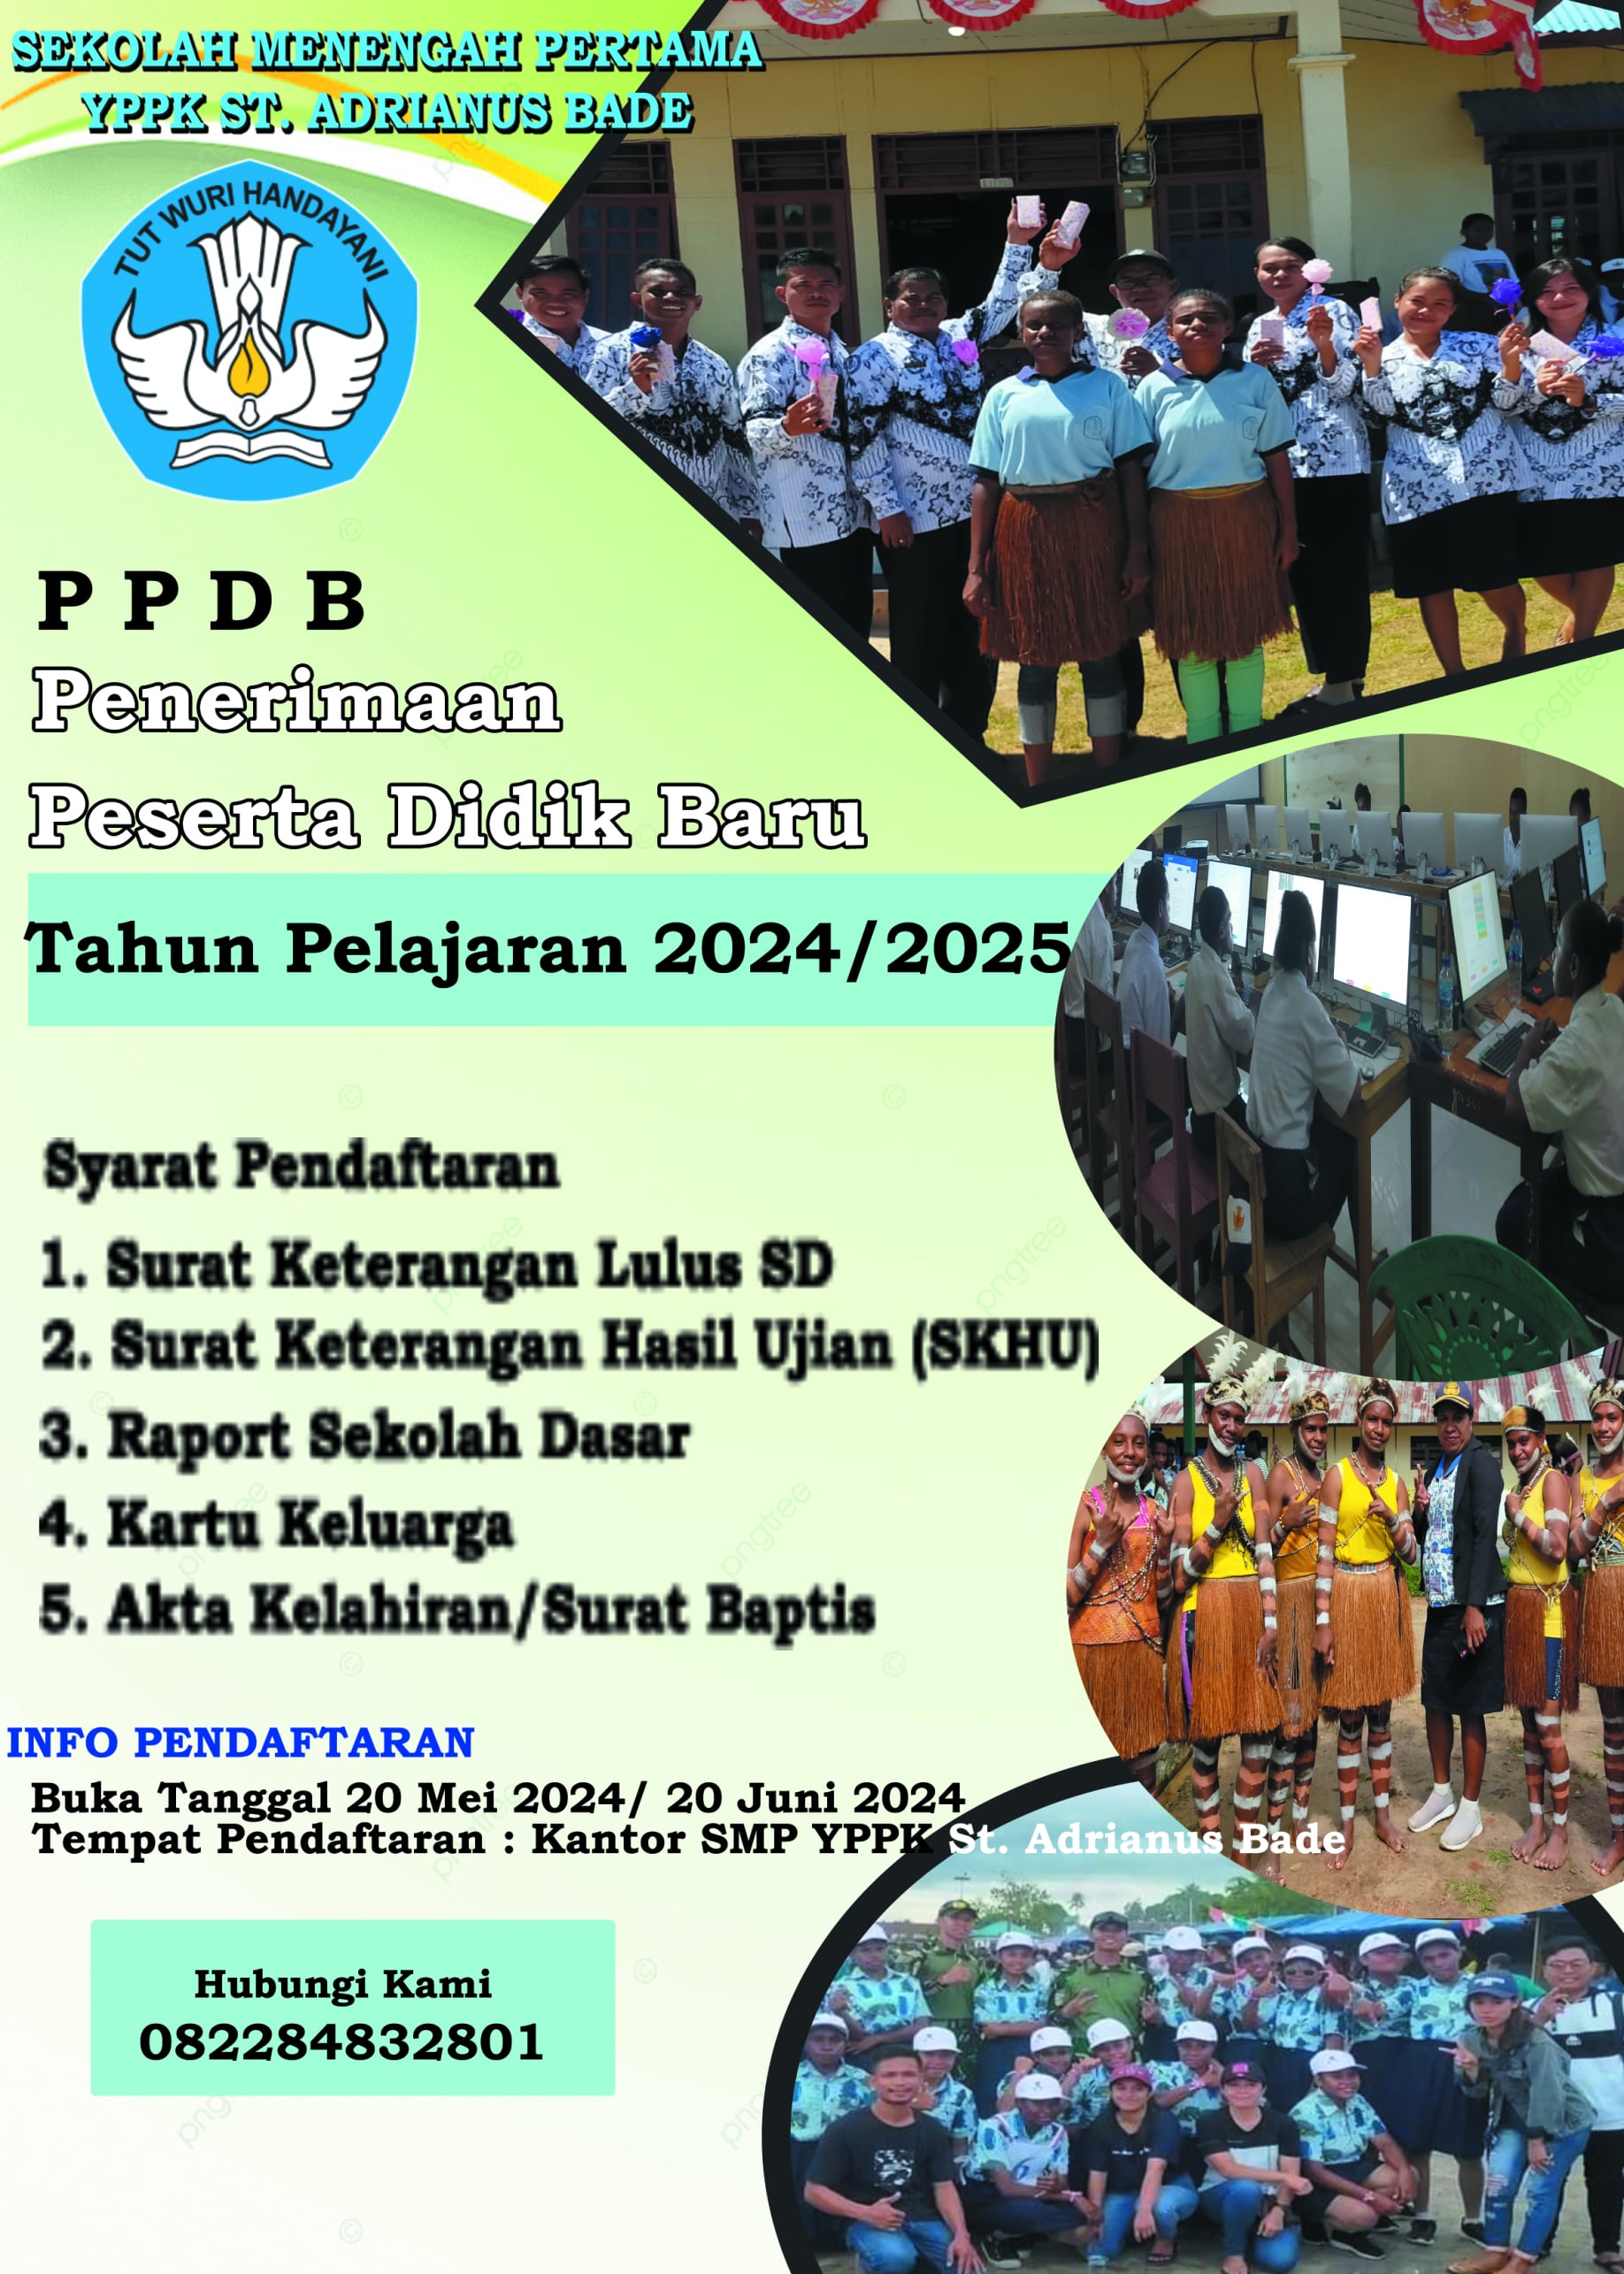 SEKOLAH MENENGAH PERTAMA
YPPK ST. ADRIANUS BADE
TUT WURI HANDAYANI
P P D B
Penerimaan
Peserta Didik Baru
Tahun Pelajaran 2024/2025
Syarat Pendaftaran
1. Surat Keterangan Lulus SD
2. Surat Keterangan Hasil Ujian (SKHU)
3. Raport Sekolah Dasar
4. Kartu Keluarga
5. Akta Kelahiran/Surat Baptis
INFO PENDAFTARAN
Buka Tanggal 20 Mei 2024/ 20 Juni 2024
Tempat Pendaftaran : Kantor SMP YPPK St. Adrianus Bade
Hubungi Kami
082284832801
pngtree